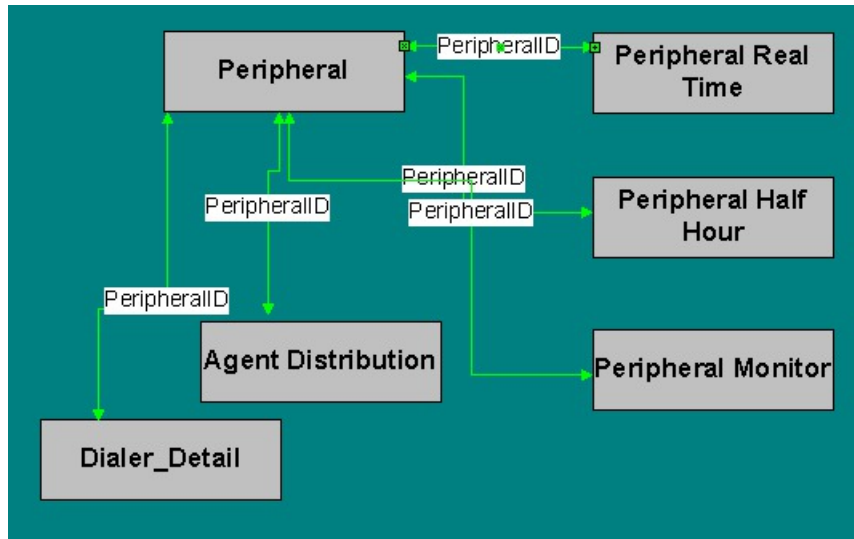 Peripheral
PeripheralID
Peripheral Real
Time
PeripheralID
PeripheralID
PeripheralID
Peripheral Half
Hour
PeripheralID
Agent Distribution
Peripheral Monitor
Dialer_Detail